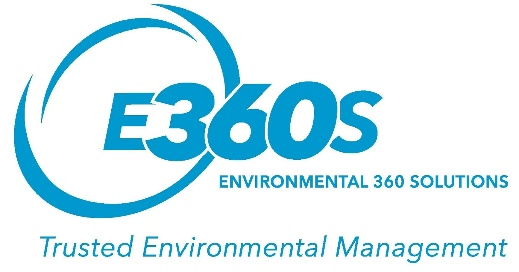 E360S
ENVIRONMENTAL 360 SOLUTIONS
Trusted Environmental Management